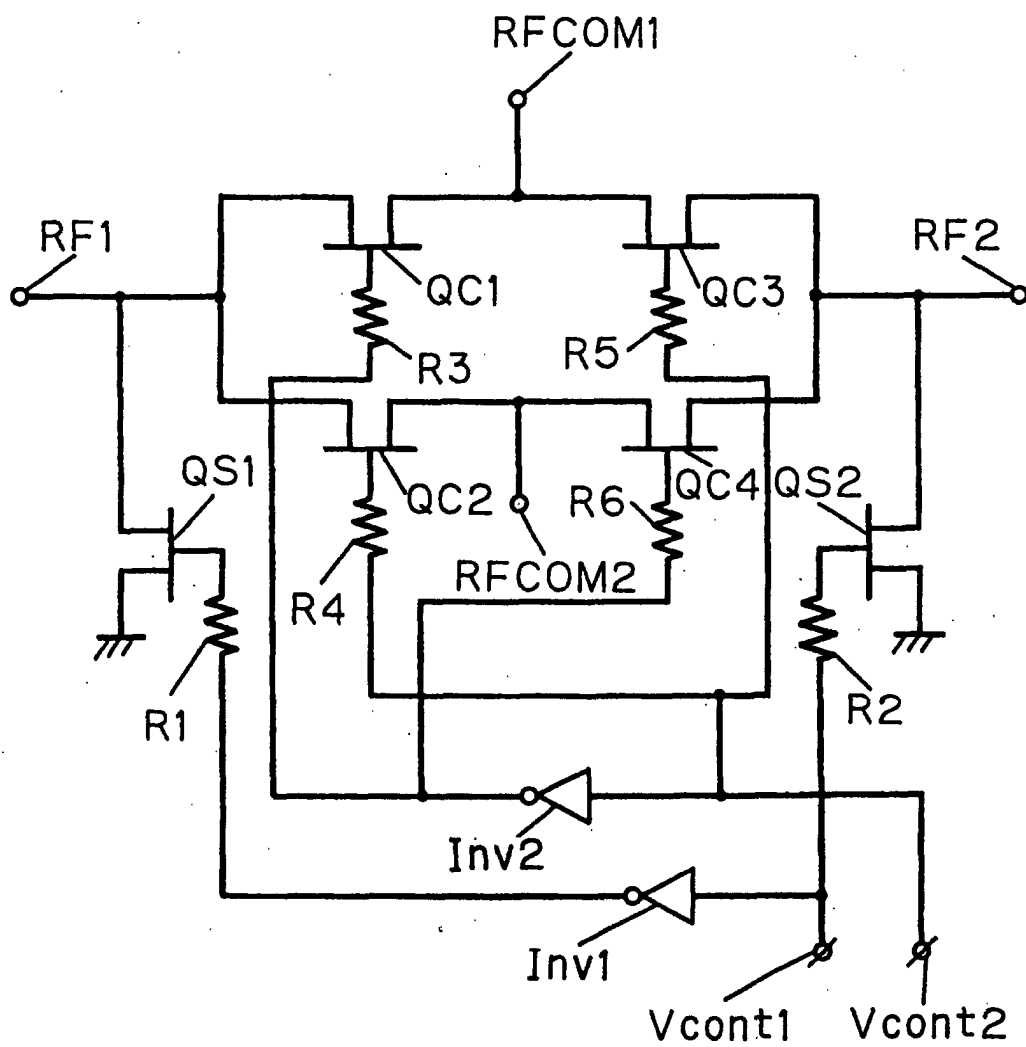 RFCOM1
RF1
RF2
QC1
QC3
R3
R5
QS1
QC2
R6
QC4
QS2
R4
RFCOM2
R1
R2
Inv2
Inv1
Vcont1
Vcont2